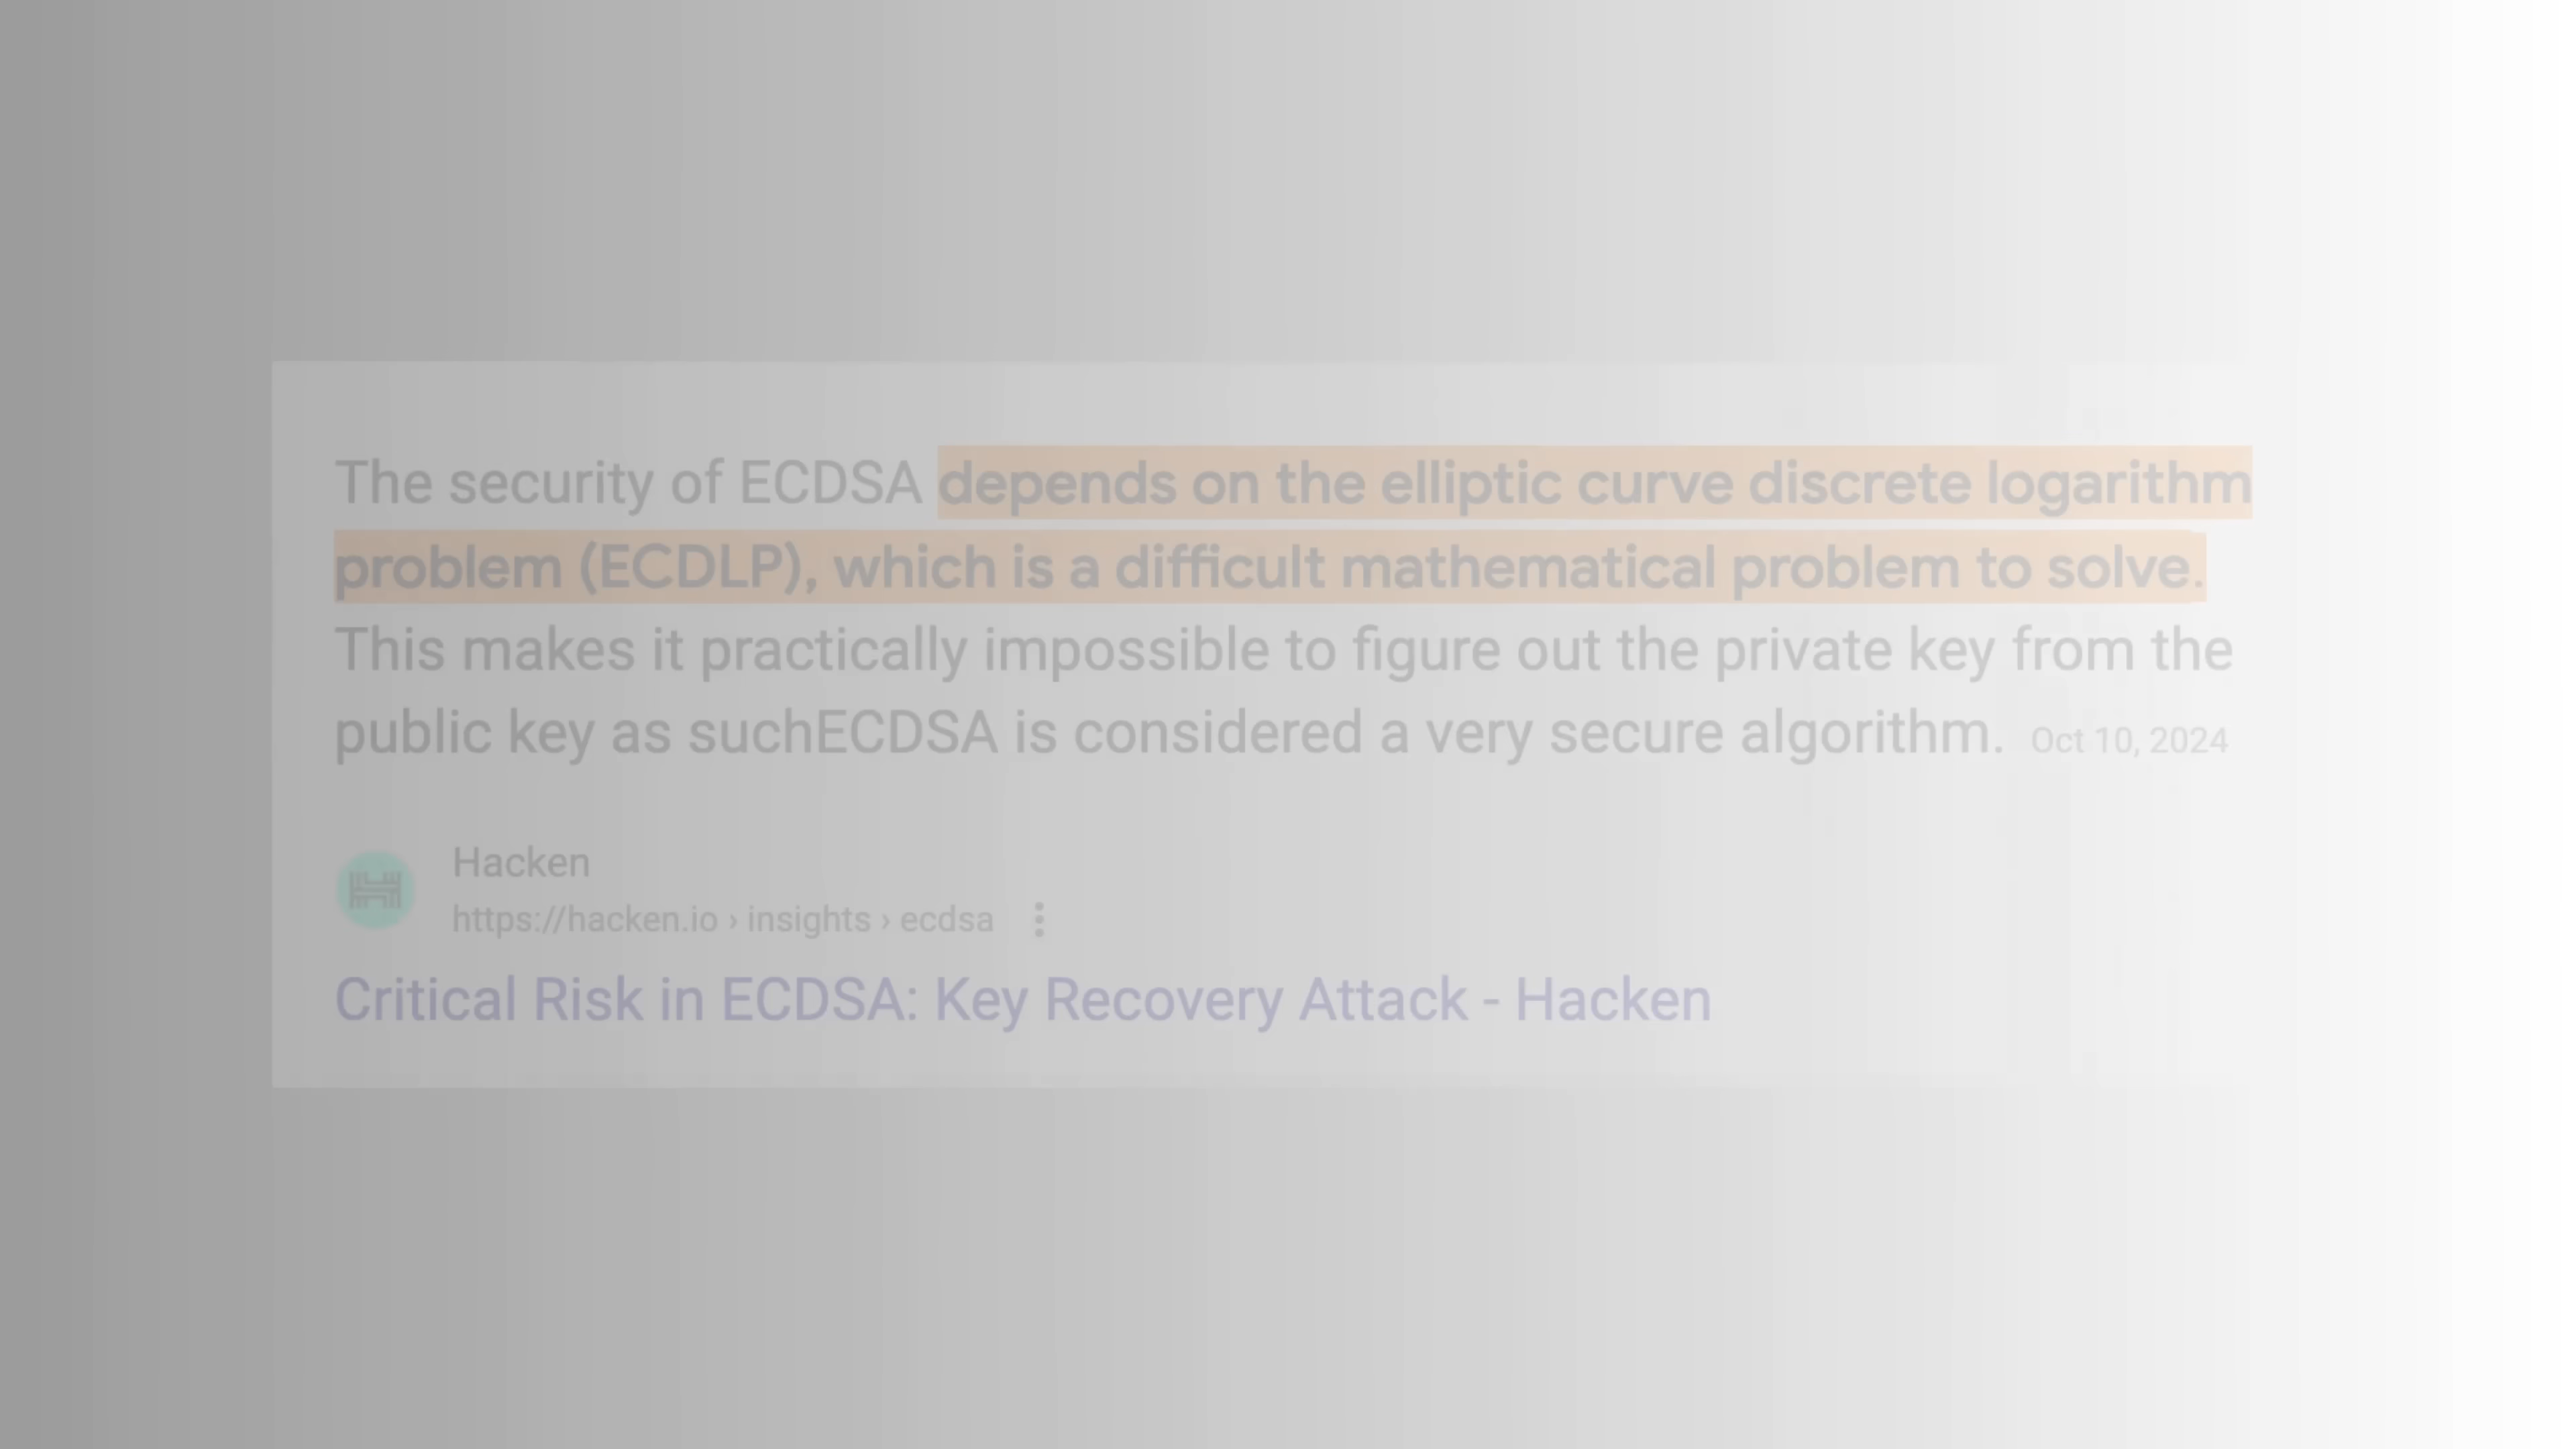 The security of ECDSA depends on the elliptic curve discrete logarithm
problem (ECDLP), which is a difficult mathematical problem to solve.
This makes it practically impossible to figure out the private key from the
public key as suchECDSA is considered a very secure algorithm. Oct 10, 2024
Hacken
https://hacken.io › insights › ecdsa
Critical Risk in ECDSA: Key Recovery Attack - Hacken